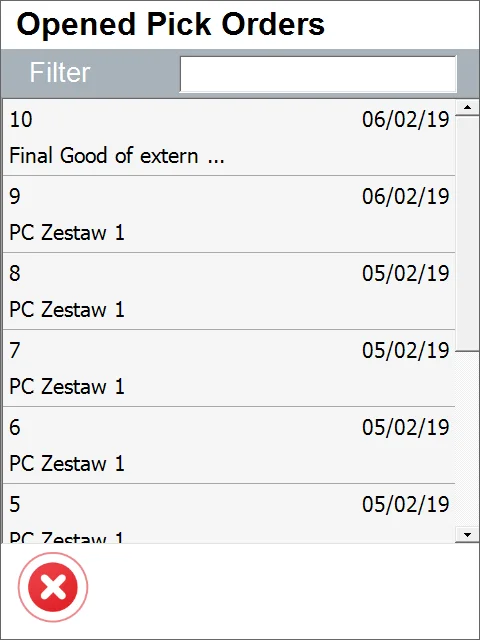 Opened Pick Orders
Filter
10 06/02/19
Final Good of extern ...
9 06/02/19
PC Zestaw 1
8 05/02/19
PC Zestaw 1
7 05/02/19
PC Zestaw 1
6 05/02/19
PC Zestaw 1
5 05/02/19
PC Zestaw 1